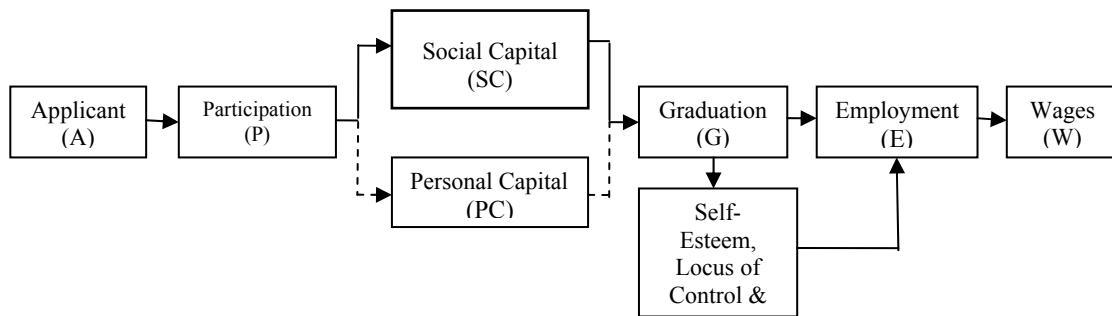 Applicant
(A)
Participation
(P)
Social Capital
(SC)
Personal Capital
(PC)
Graduation
(G)
Employment
(E)
Wages
(W)
Self-
Esteem,
Locus of
Control &